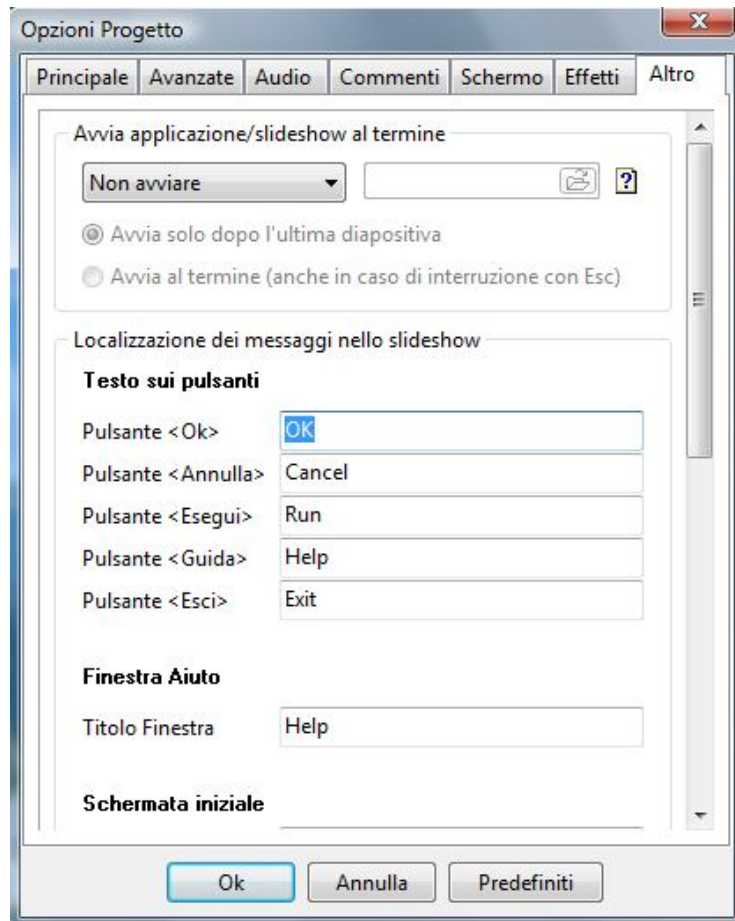 Opzioni Progetto
Principale Avanzate Audio Commenti Schermo Effetti Altro
Avvia applicazione/slideshow al termine
Non avviare
Avvia solo dopo l'ultima diapositiva
Avvia al termine (anche in caso di interruzione con Esc)
Localizzazione dei messaggi nello slideshow
Testo sui pulsanti
Pulsante <Ok> OK
Pulsante <Annulla> Cancel
Pulsante <Esegui> Run
Pulsante <Guida> Help
Pulsante <Esci> Exit
Finestra Aiuto
Titolo Finestra Help
Schermata iniziale
Ok Annulla Predefiniti